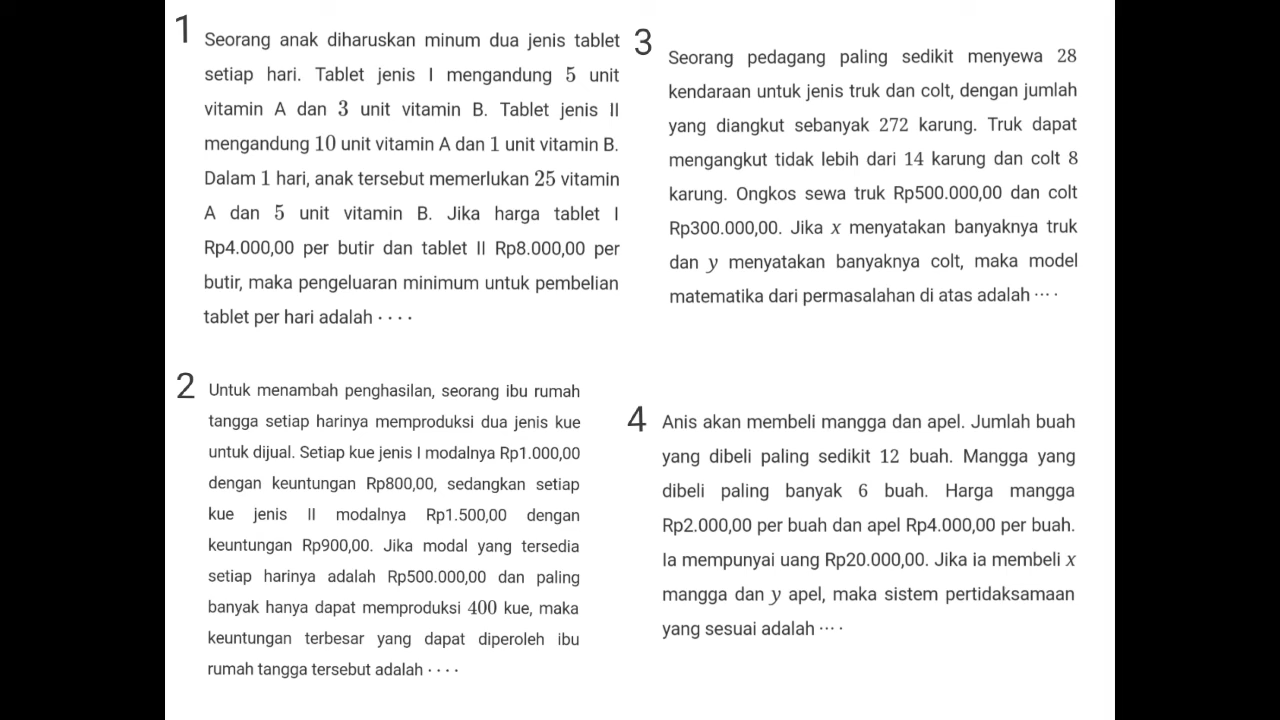 1
Seorang anak diharuskan minum dua jenis tablet
setiap hari. Tablet jenis I mengandung 5 unit
vitamin A dan 3 unit vitamin B. Tablet jenis II
mengandung 10 unit vitamin A dan 1 unit vitamin B.
Dalam 1 hari, anak tersebut memerlukan 25 vitamin
A dan 5 unit vitamin B. Jika harga tablet I
Rp4.000,00 per butir dan tablet II Rp8.000,00 per
butir, maka pengeluaran minimum untuk pembelian
tablet per hari adalah · · · ·
2
Untuk menambah penghasilan, seorang ibu rumah
tangga setiap harinya memproduksi dua jenis kue
untuk dijual. Setiap kue jenis I modalnya Rp1.000,00
dengan keuntungan Rp800,00, sedangkan setiap
kue jenis II modalnya Rp1.500,00 dengan
keuntungan Rp900,00. Jika modal yang tersedia
setiap harinya adalah Rp500.000,00 dan paling
banyak hanya dapat memproduksi 400 kue, maka
keuntungan terbesar yang dapat diperoleh ibu
rumah tangga tersebut adalah · · · ·
3
Seorang pedagang paling sedikit menyewa 28
kendaraan untuk jenis truk dan colt, dengan jumlah
yang diangkut sebanyak 272 karung. Truk dapat
mengangkut tidak lebih dari 14 karung dan colt 8
karung. Ongkos sewa truk Rp500.000,00 dan colt
Rp300.000,00. Jika x menyatakan banyaknya truk
dan y menyatakan banyaknya colt, maka model
matematika dari permasalahan di atas adalah ··· ·
4
Anis akan membeli mangga dan apel. Jumlah buah
yang dibeli paling sedikit 12 buah. Mangga yang
dibeli paling banyak 6 buah. Harga mangga
Rp2.000,00 per buah dan apel Rp4.000,00 per buah.
Ia mempunyai uang Rp20.000,00. Jika ia membeli x
mangga dan y apel, maka sistem pertidaksamaan
yang sesuai adalah ··· ·